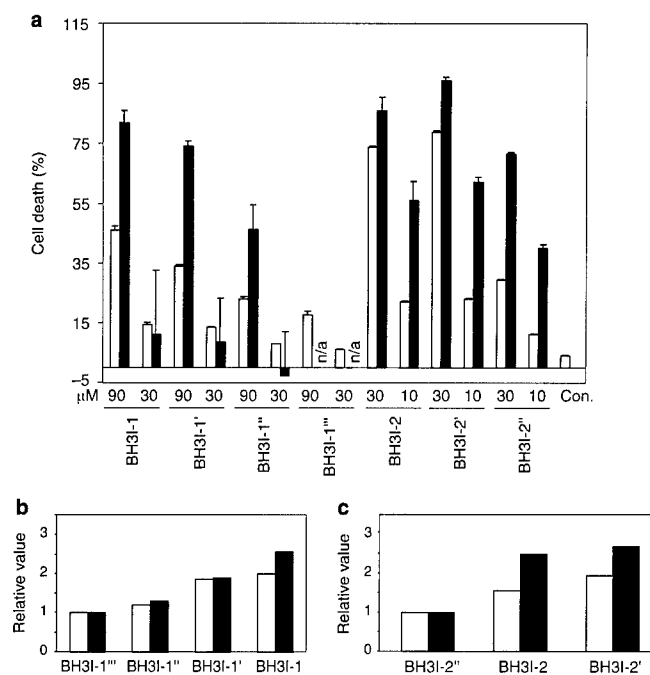 a
115
95
75
55
35
15
–5
Cell death (%)
n/a
n/a
μM 90 30 90 30 90 30 90 30 30 10 30 10 30 10 Con.
BH3I-1
BH3I-1'
BH3I-1"
BH3I-1'"
BH3I-2
BH3I-2'
BH3I-2"
b
3
2
1
0
Relative value
BH3I-1'" BH3I-1" BH3I-1' BH3I-1
c
3
2
1
0
Relative value
BH3I-2" BH3I-2 BH3I-2'